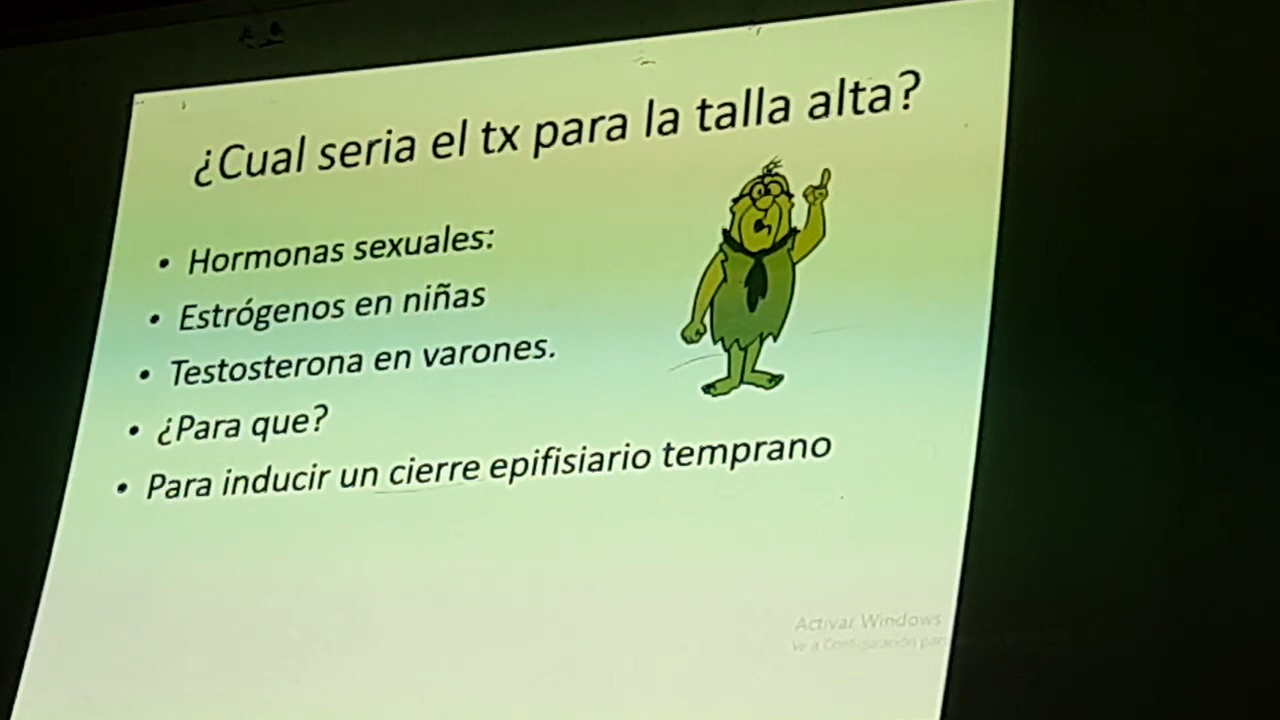 ¿Cual seria el tx para la talla alta?
• Hormonas sexuales:
• Estrógenos en niñas
• Testosterona en varones.
• ¿Para que?
• Para inducir un cierre epifisiario temprano
Activar Windows
Ve a Configuración par